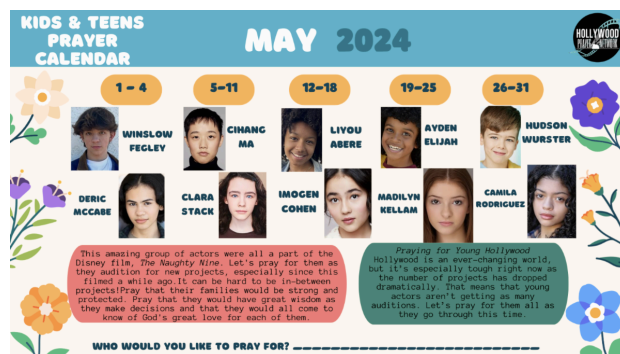 KIDS & TEENS
PRAYER
CALENDAR
MAY 2024
HOLLYWOOD
PRAYER NETWORK
1 - 4
5-11
12-18
19-25
26-31
WINSLOW
FEGLEY
CIHANG
MA
LIYOU
ABERE
AYDEN
ELIJAH
HUDSON
WURSTER
DERIC
MCCABE
CLARA
STACK
IMOGEN
COHEN
MADILYN
KELLAM
CAMILA
RODRIGUEZ
This amazing group of actors were all a part of the
Disney film, The Naughty Nine. Let's pray for them as
they audition for new projects, especially since this
filmed a while ago.It can be hard to be in-between
projects!Pray that their families would be strong and
protected. Pray that they would have great wisdom as
they make decisions and that they would all come to
know of God's great love for each of them.
Praying for Young Hollywood
Hollywood is an ever-changing world,
but it's especially tough right now as
the number of projects has dropped
dramatically. That means that young
actors aren't getting as many
auditions. Let's pray for them all as
they go through this time.
WHO WOULD YOU LIKE TO PRAY FOR? ____________________________